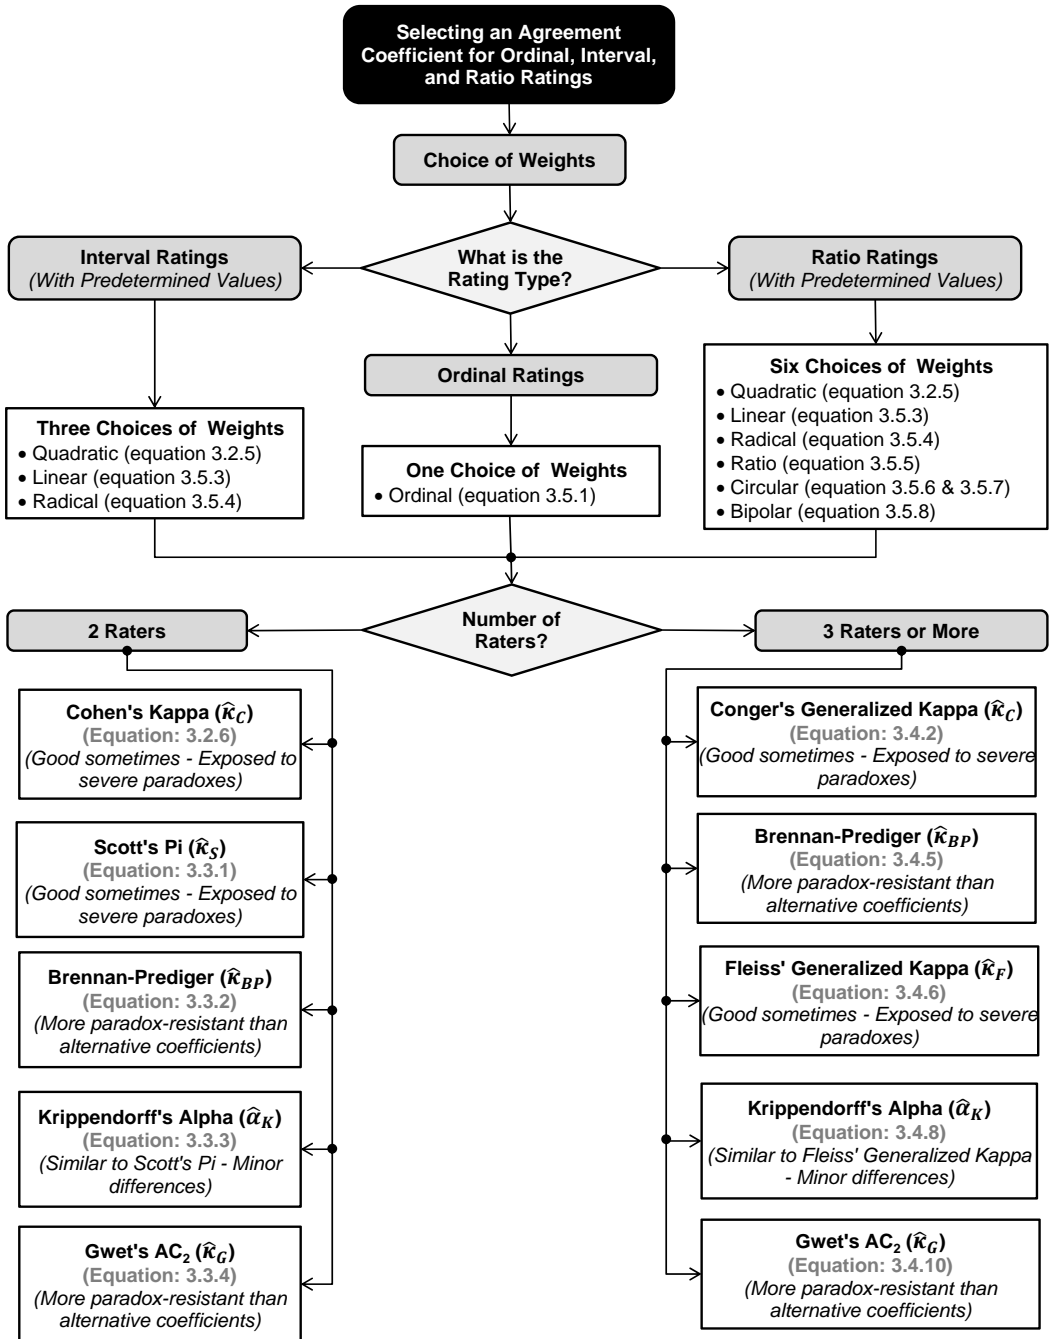 Selecting an Agreement
Coefficient for Ordinal, Interval,
and Ratio Ratings
Choice of Weights
What is the
Rating Type?
Interval Ratings
(With Predetermined Values)
Ratio Ratings
(With Predetermined Values)
Ordinal Ratings
Three Choices of Weights
• Quadratic (equation 3.2.5)
• Linear (equation 3.5.3)
• Radical (equation 3.5.4)
One Choice of Weights
• Ordinal (equation 3.5.1)
Six Choices of Weights
• Quadratic (equation 3.2.5)
• Linear (equation 3.5.3)
• Radical (equation 3.5.4)
• Ratio (equation 3.5.5)
• Circular (equation 3.5.6 & 3.5.7)
• Bipolar (equation 3.5.8)
Number of
Raters?
2 Raters
3 Raters or More
Cohen's Kappa (κ̂_C)
(Equation: 3.2.6)
(Good sometimes - Exposed to
severe paradoxes)
Scott's Pi (κ̂_S)
(Equation: 3.3.1)
(Good sometimes - Exposed to
severe paradoxes)
Brennan-Prediger (κ̂_BP)
(Equation: 3.3.2)
(More paradox-resistant than
alternative coefficients)
Krippendorff's Alpha (α̂_K)
(Equation: 3.3.3)
(Similar to Scott's Pi - Minor
differences)
Gwet's AC₂ (κ̂_G)
(Equation: 3.3.4)
(More paradox-resistant than
alternative coefficients)
Conger's Generalized Kappa (κ̂_C)
(Equation: 3.4.2)
(Good sometimes - Exposed to severe
paradoxes)
Brennan-Prediger (κ̂_BP)
(Equation: 3.4.5)
(More paradox-resistant than
alternative coefficients)
Fleiss' Generalized Kappa (κ̂_F)
(Equation: 3.4.6)
(Good sometimes - Exposed to severe
paradoxes)
Krippendorff's Alpha (α̂_K)
(Equation: 3.4.8)
(Similar to Fleiss' Generalized Kappa
- Minor differences)
Gwet's AC₂ (κ̂_G)
(Equation: 3.4.10)
(More paradox-resistant than
alternative coefficients)